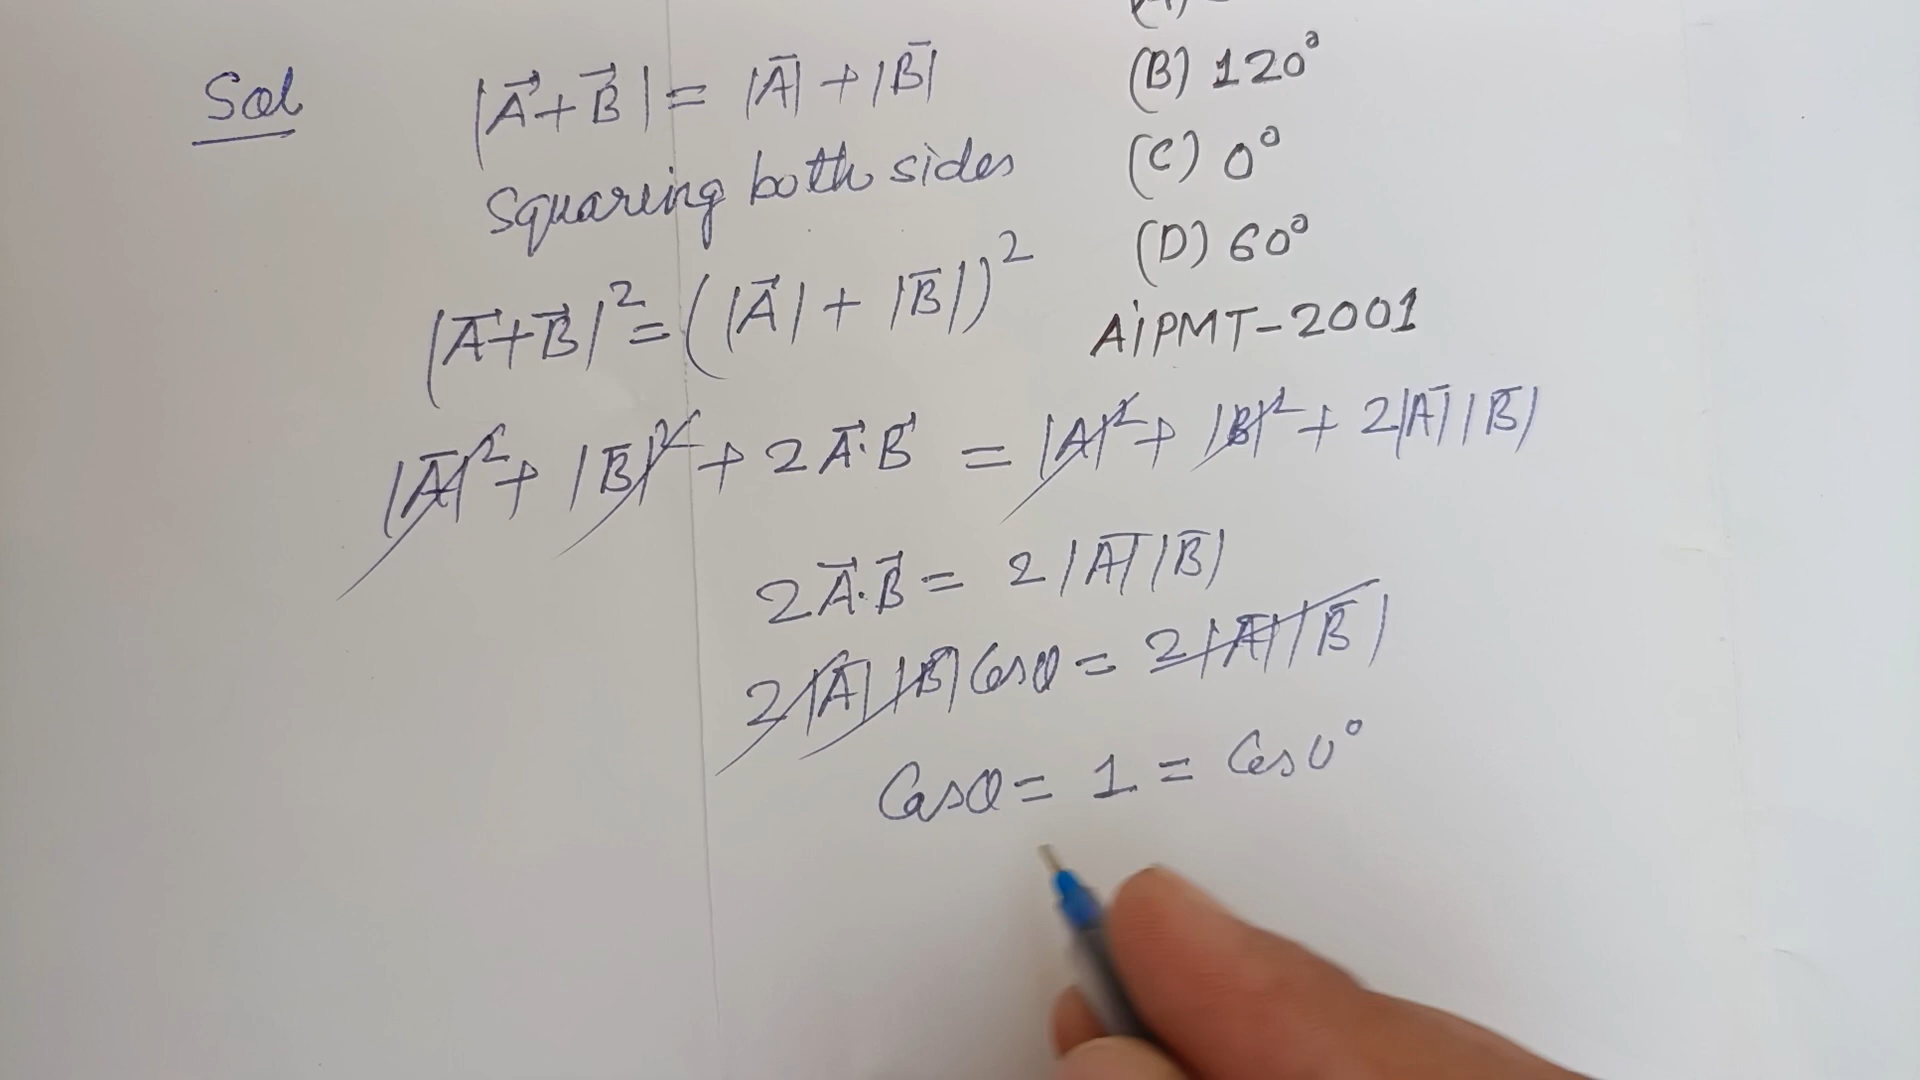 Sol
|A⃗+B⃗| = |A̅|+|B̅|
Squaring both sides
|A⃗+B⃗|² = (|A⃗| + |B̅|)²
|A̅|² + |B̅|² + 2A⃗·B⃗ = |A|² + |B|² + 2|A̅||B̅|
2A⃗·B⃗ = 2|A̅||B̅|
2|A̅||B̅|Cosθ = 2|A̅||B̅|
Cosθ = 1 = Cos0°
(B) 120°
(C) 0°
(D) 60°
AiPMT-2001